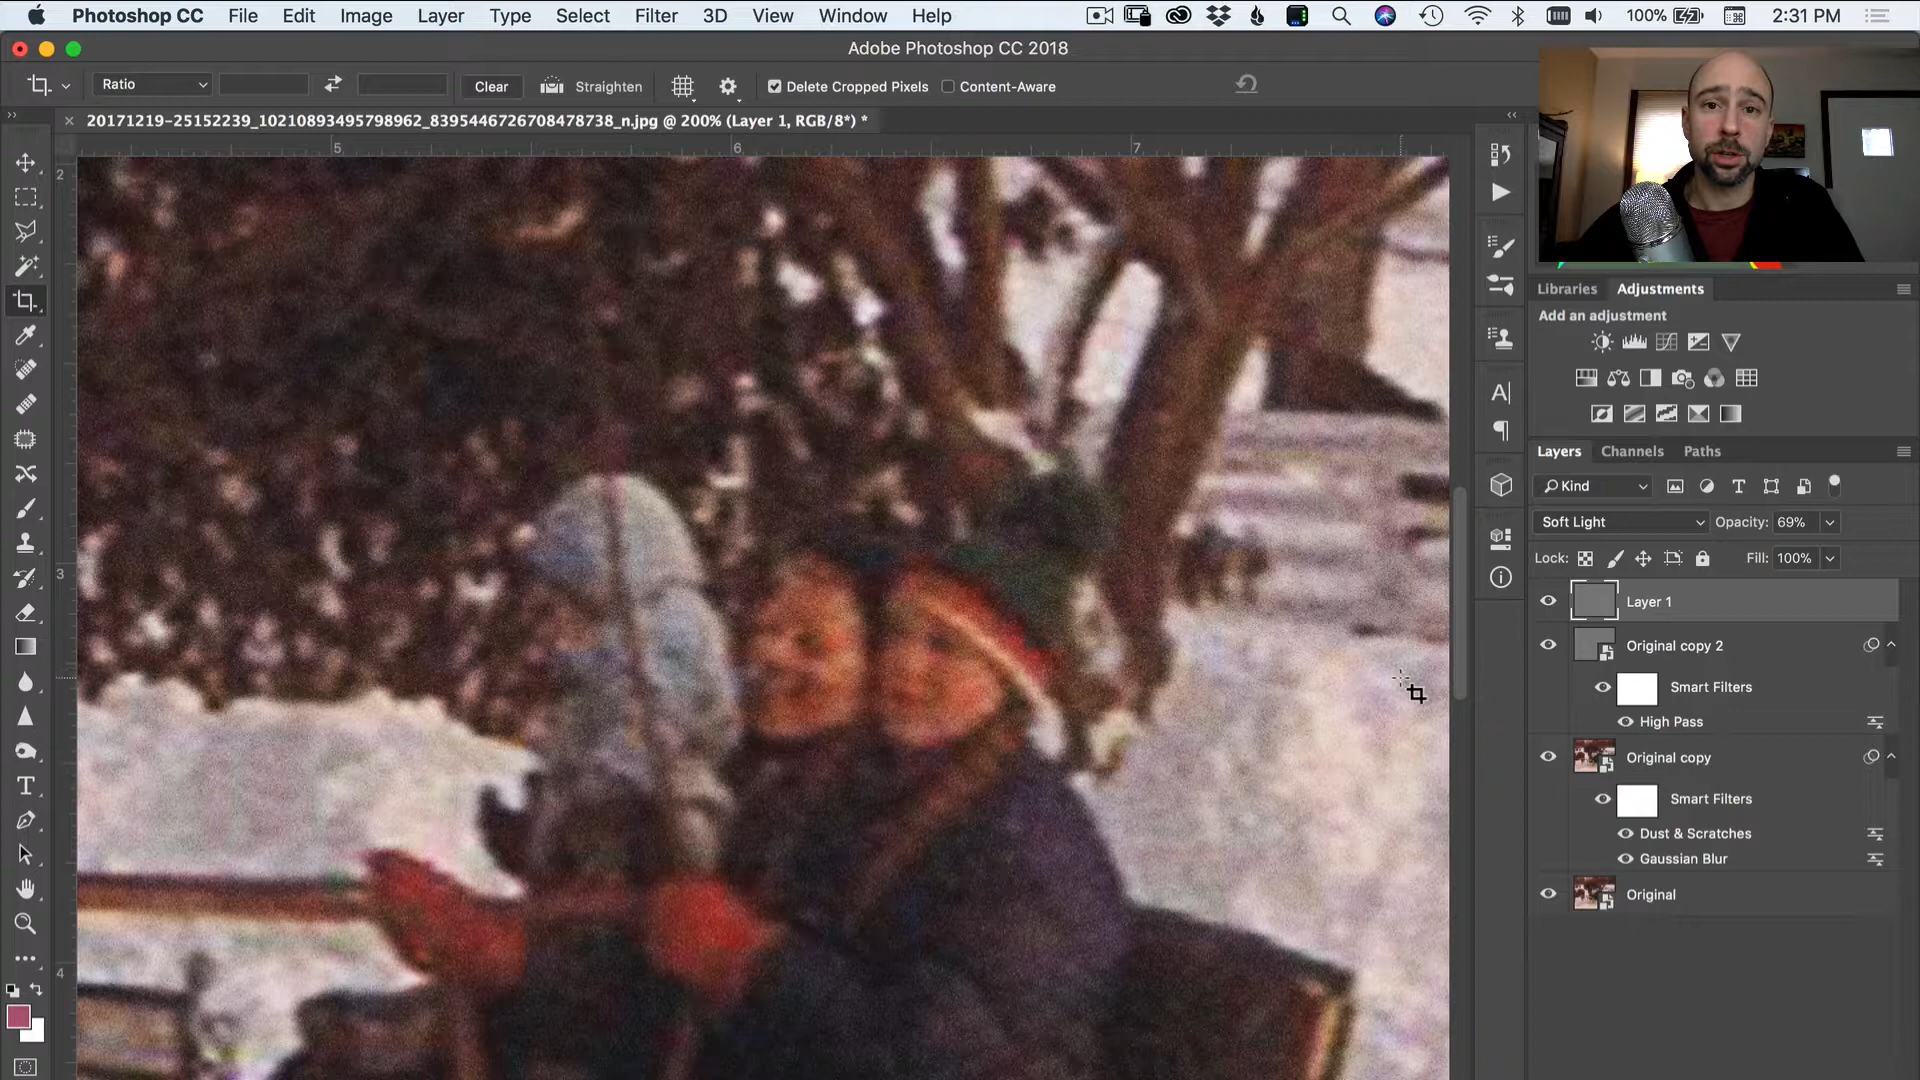 Photoshop CC File Edit Image Layer Type Select Filter 3D View Window Help 100% 2:31 PM
Adobe Photoshop CC 2018
Ratio Clear Straighten Delete Cropped Pixels Content-Aware
20171219-25152239_10210893495798962_8395446726708478738_n.jpg @ 200% (Layer 1, RGB/8*) *
5 6 7
2
3
4
Libraries Adjustments
Add an adjustment
Layers Channels Paths
Kind
Soft Light Opacity: 69%
Lock: Fill: 100%
Layer 1
Original copy 2
Smart Filters
High Pass
Original copy
Smart Filters
Dust & Scratches
Gaussian Blur
Original